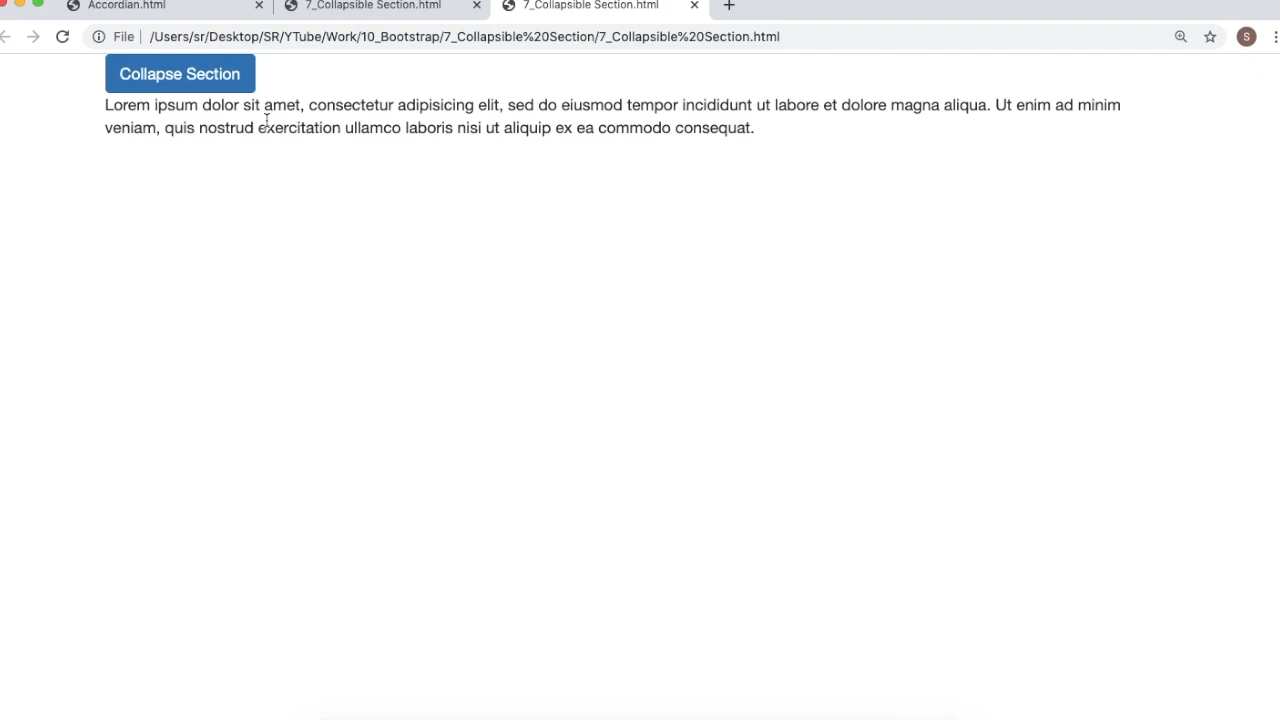 Accordian.html
7_Collapsible Section.html
7_Collapsible Section.html
File
/Users/sr/Desktop/SR/YTube/Work/10_Bootstrap/7_Collapsible%20Section/7_Collapsible%20Section.html
S
Collapse Section
Lorem ipsum dolor sit amet, consectetur adipisicing elit, sed do eiusmod tempor incididunt ut labore et dolore magna aliqua. Ut enim ad minim
veniam, quis nostrud exercitation ullamco laboris nisi ut aliquip ex ea commodo consequat.